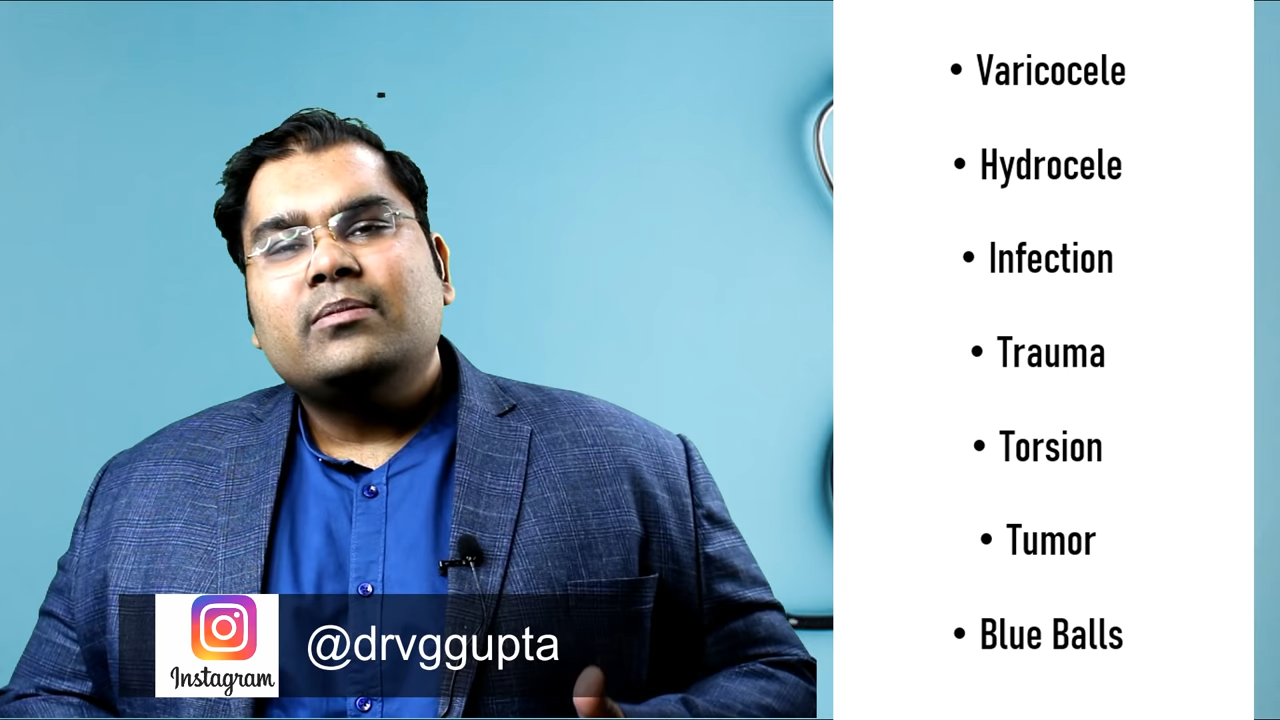 • Varicocele
• Hydrocele
• Infection
• Trauma
• Torsion
• Tumor
• Blue Balls
Instagram
@drvggupta